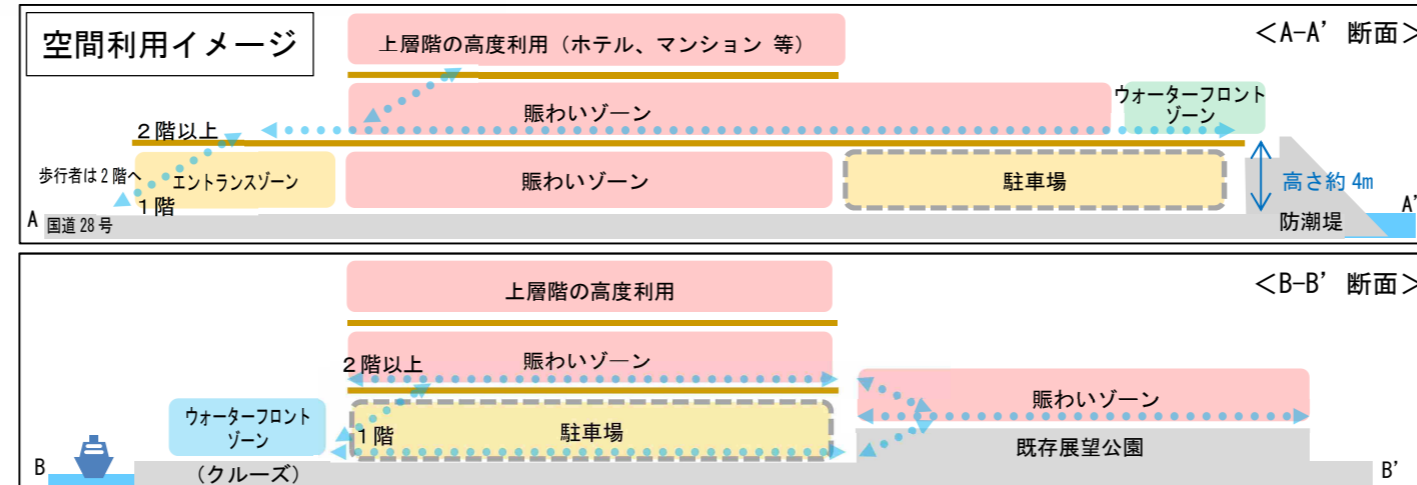 空間利用イメージ
<A-A’ 断面>
上層階の高度利用（ホテル、マンション 等）
賑わいゾーン
ウォーターフロント
ゾーン
２階以上
歩行者は２階へ
エントランスゾーン
賑わいゾーン
駐車場
高さ約 4m
１階
A
国道 28 号
防潮堤
A’
<B-B’ 断面>
上層階の高度利用
賑わいゾーン
２階以上
賑わいゾーン
ウォーターフロント
ゾーン
１階
駐車場
既存展望公園
B
（クルーズ）
B’